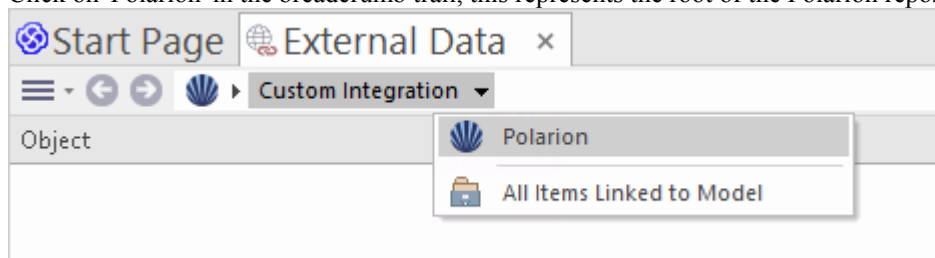 Click on 'Polarion' in the breadcrumb trail, this represents the root of the Polarion repos
Start Page External Data ×
Custom Integration
Object
Polarion
All Items Linked to Model